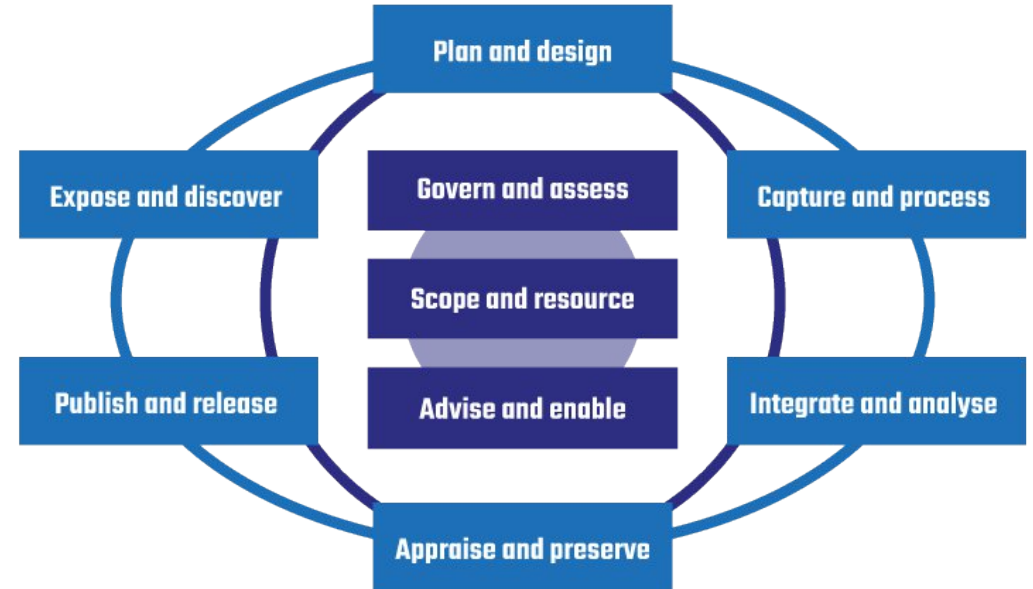 Plan and design
Expose and discover
Govern and assess
Capture and process
Scope and resource
Publish and release
Advise and enable
Integrate and analyse
Appraise and preserve